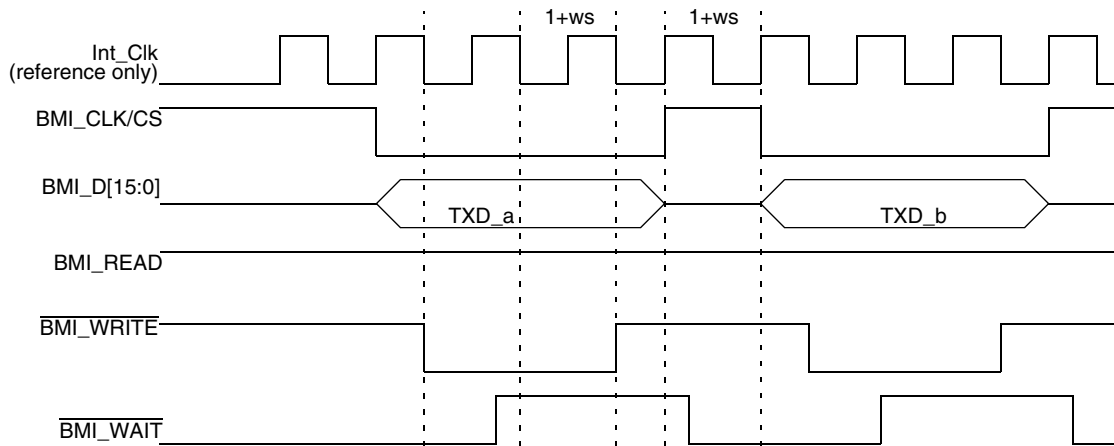 1+ws 1+ws
Int_Clk
(reference only)
BMI_CLK/CS
BMI_D[15:0]
TXD_a TXD_b
BMI_READ
BMI_WRITE
BMI_WAIT